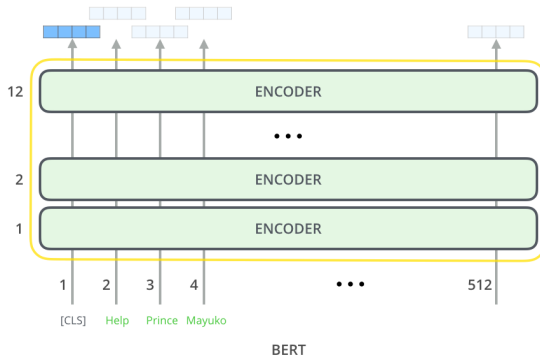 12 ENCODER
...
2 ENCODER
1 ENCODER
1 2 3 4 ... 512
[CLS] Help Prince Mayuko
BERT